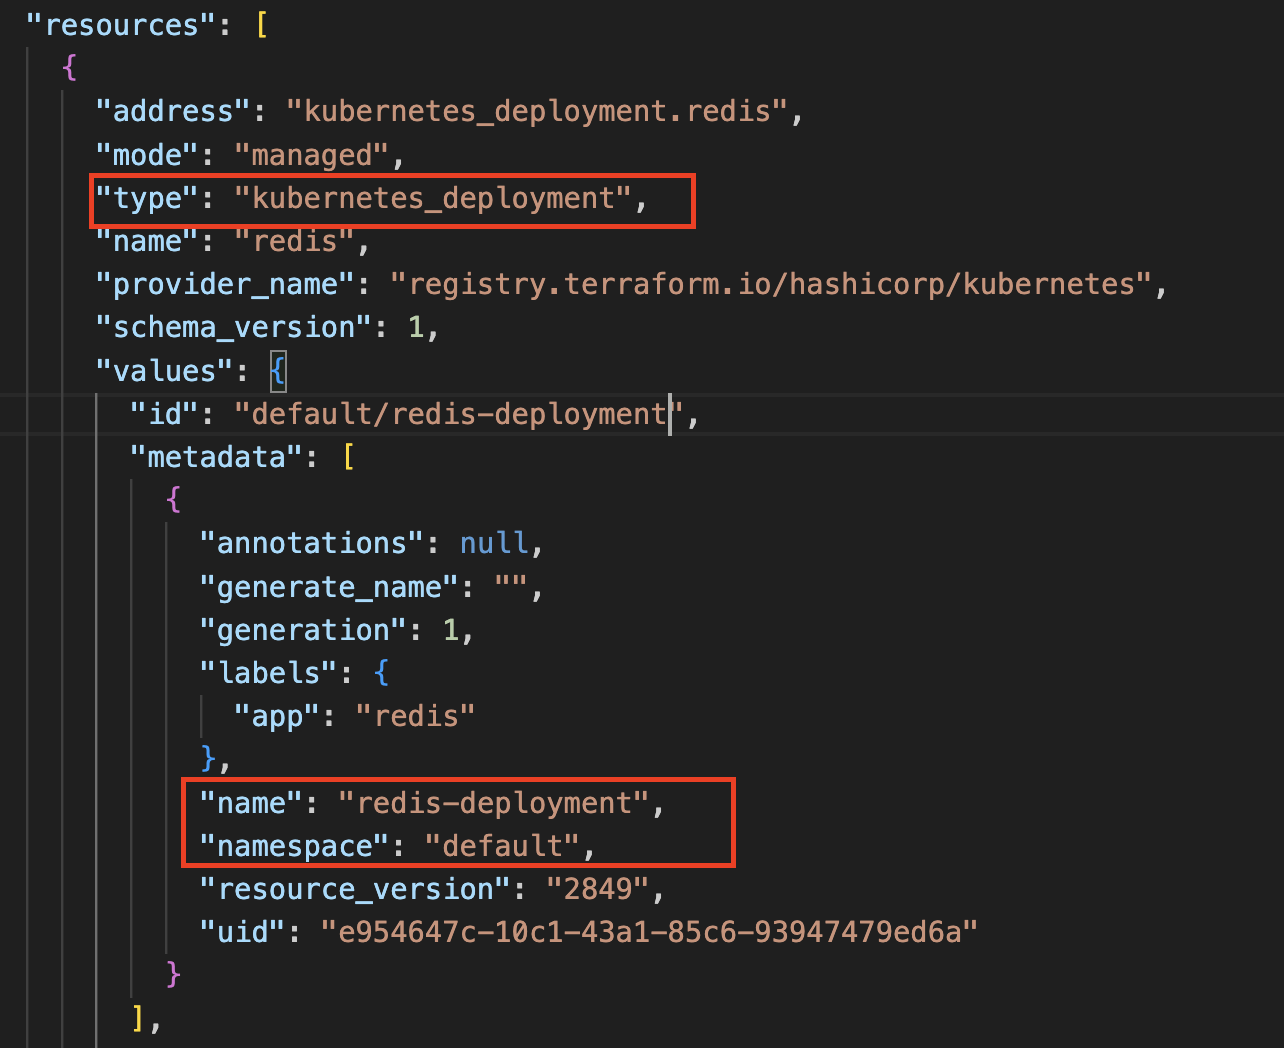 "resources": [
{
"address": "kubernetes_deployment.redis",
"mode": "managed",
"type": "kubernetes_deployment",
"name": "redis",
"provider_name": "registry.terraform.io/hashicorp/kubernetes",
"schema_version": 1,
"values": {
"id": "default/redis-deployment",
"metadata": [
{
"annotations": null,
"generate_name": "",
"generation": 1,
"labels": {
"app": "redis"
},
"name": "redis-deployment",
"namespace": "default",
"resource_version": "2849",
"uid": "e954647c-10c1-43a1-85c6-93947479ed6a"
}
],